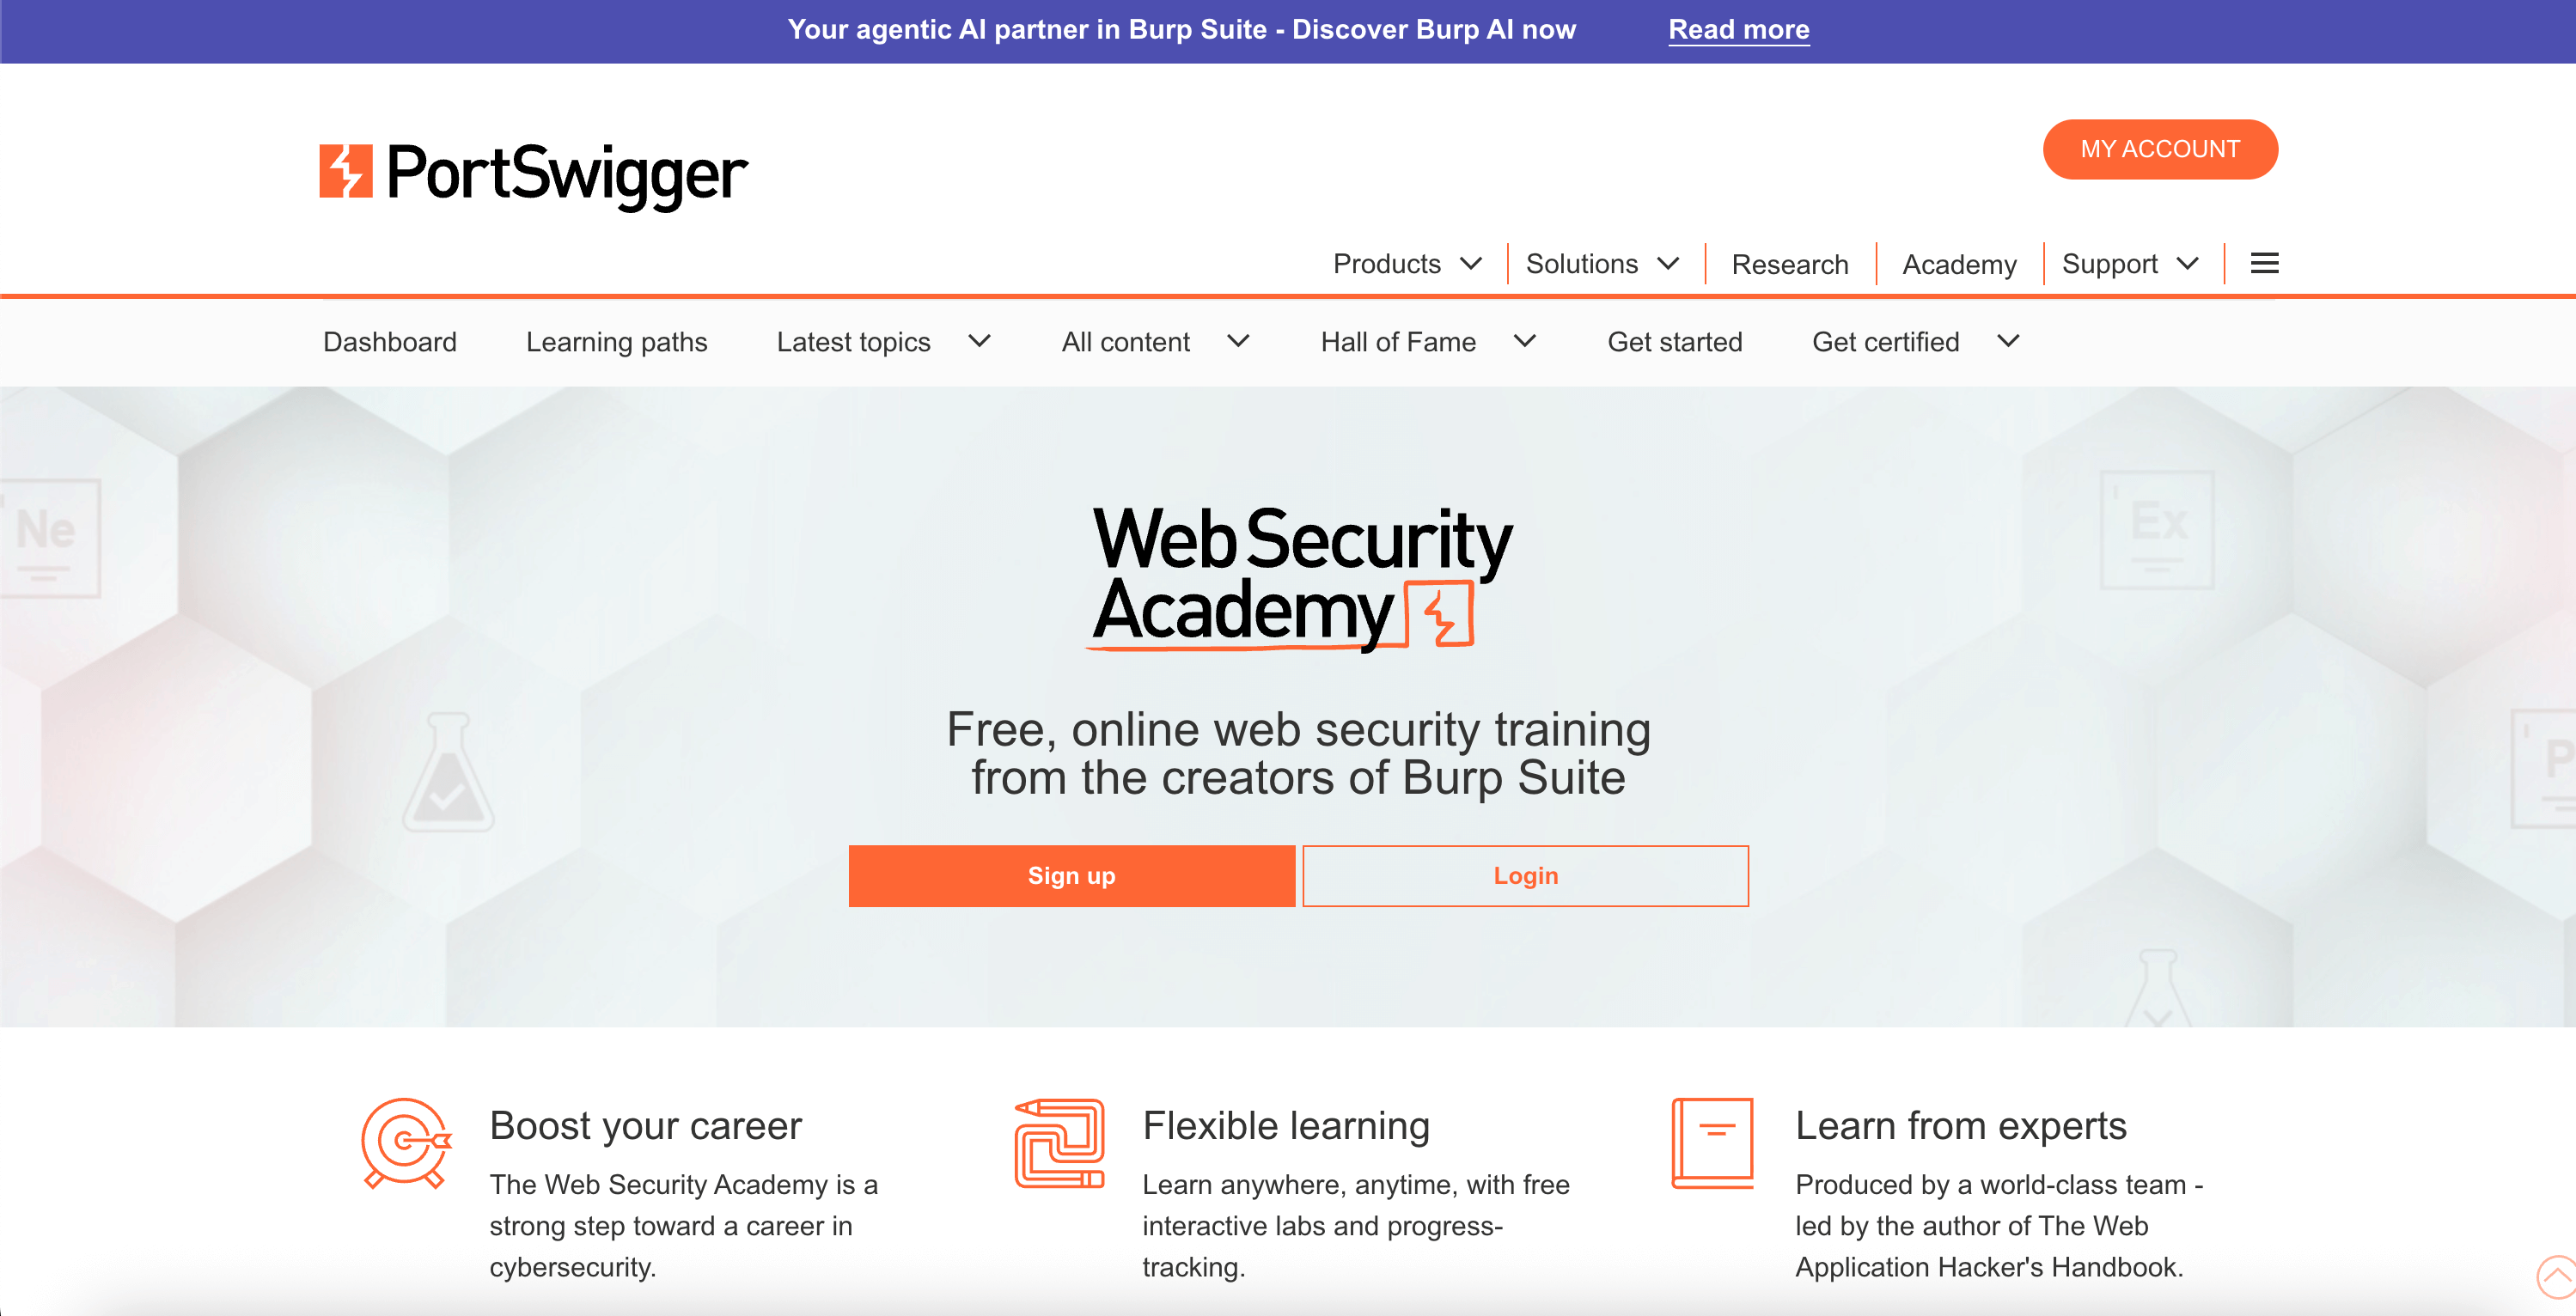 Your agentic AI partner in Burp Suite - Discover Burp AI now Read more
PortSwigger
MY ACCOUNT
Products Solutions Research Academy Support
Dashboard Learning paths Latest topics All content Hall of Fame Get started Get certified
Ne
Ex
Web Security
Academy
P
Free, online web security training
from the creators of Burp Suite
Sign up Login
Boost your career
The Web Security Academy is a
strong step toward a career in
cybersecurity.
Flexible learning
Learn anywhere, anytime, with free
interactive labs and progress-
tracking.
Learn from experts
Produced by a world-class team -
led by the author of The Web
Application Hacker's Handbook.